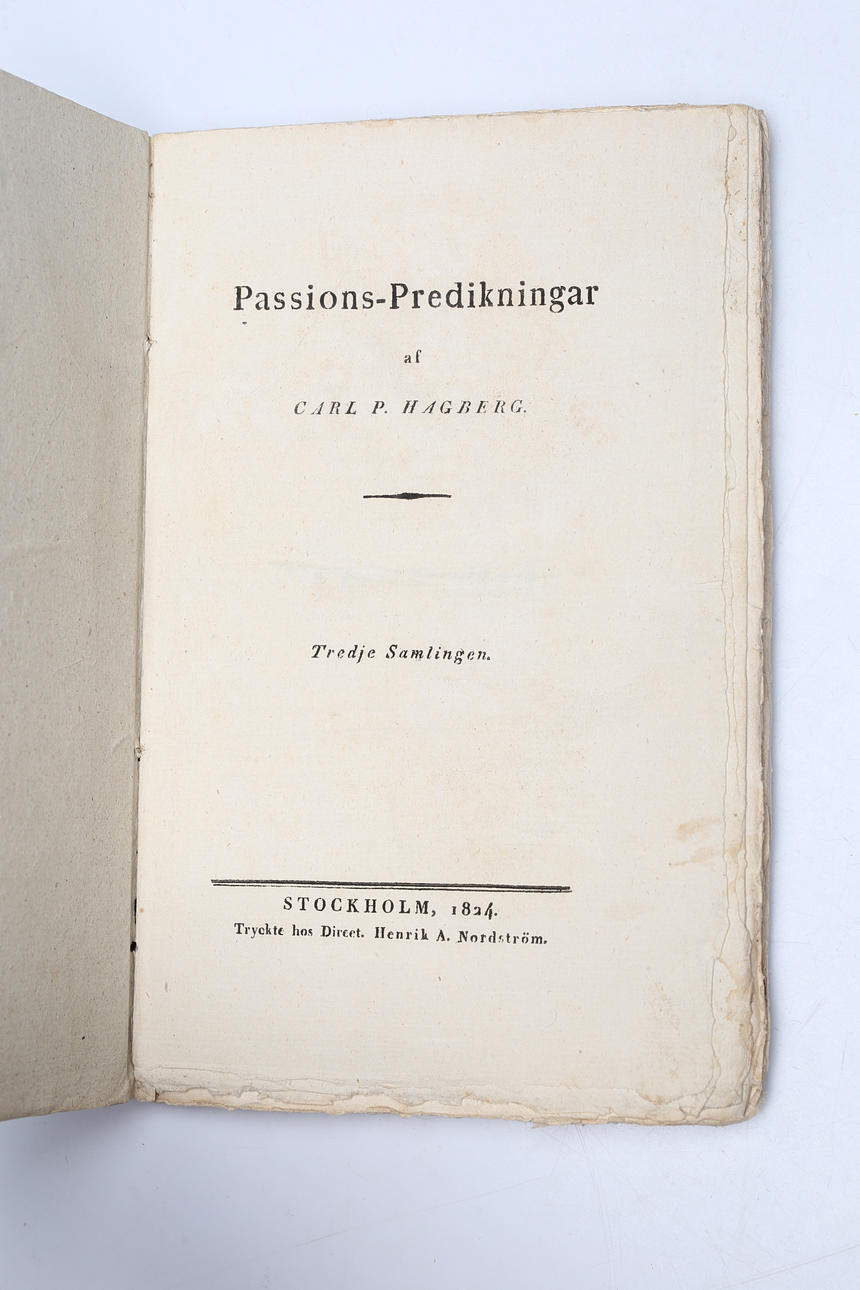 Passions-Predikningar
af
CARL P. HAGBERG.
Tredje Samlingen.
STOCKHOLM, 1824.
Tryckte hos Direct. Henrik A. Nordström.